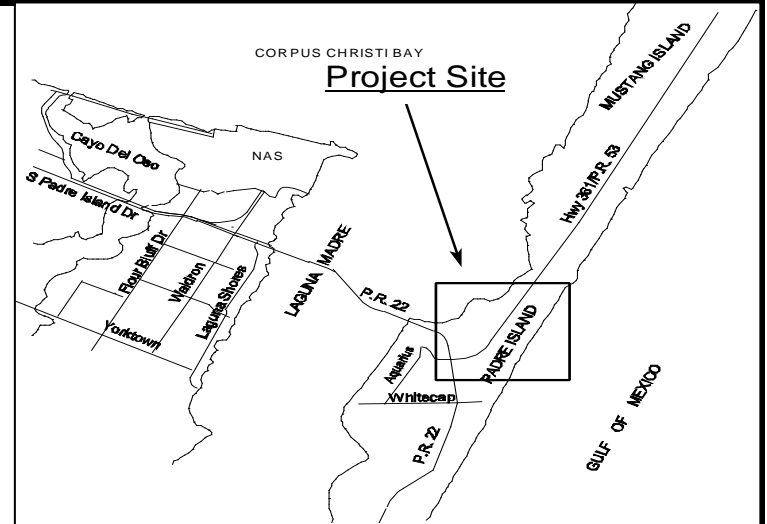 CORPUS CHRISTI BAY
Project Site
MUSTANG ISLAND
Cayo Del Oso
NAS
S Padre Island Dr
Hwy 361/P.R. 53
Flour Bluff Dr
Waldron
Laguna Shores
LAGUNA MADRE
P.R. 22
Yorktown
Aquarius
PADRE ISLAND
Whitecap
P.R. 22
GULF OF MEXICO